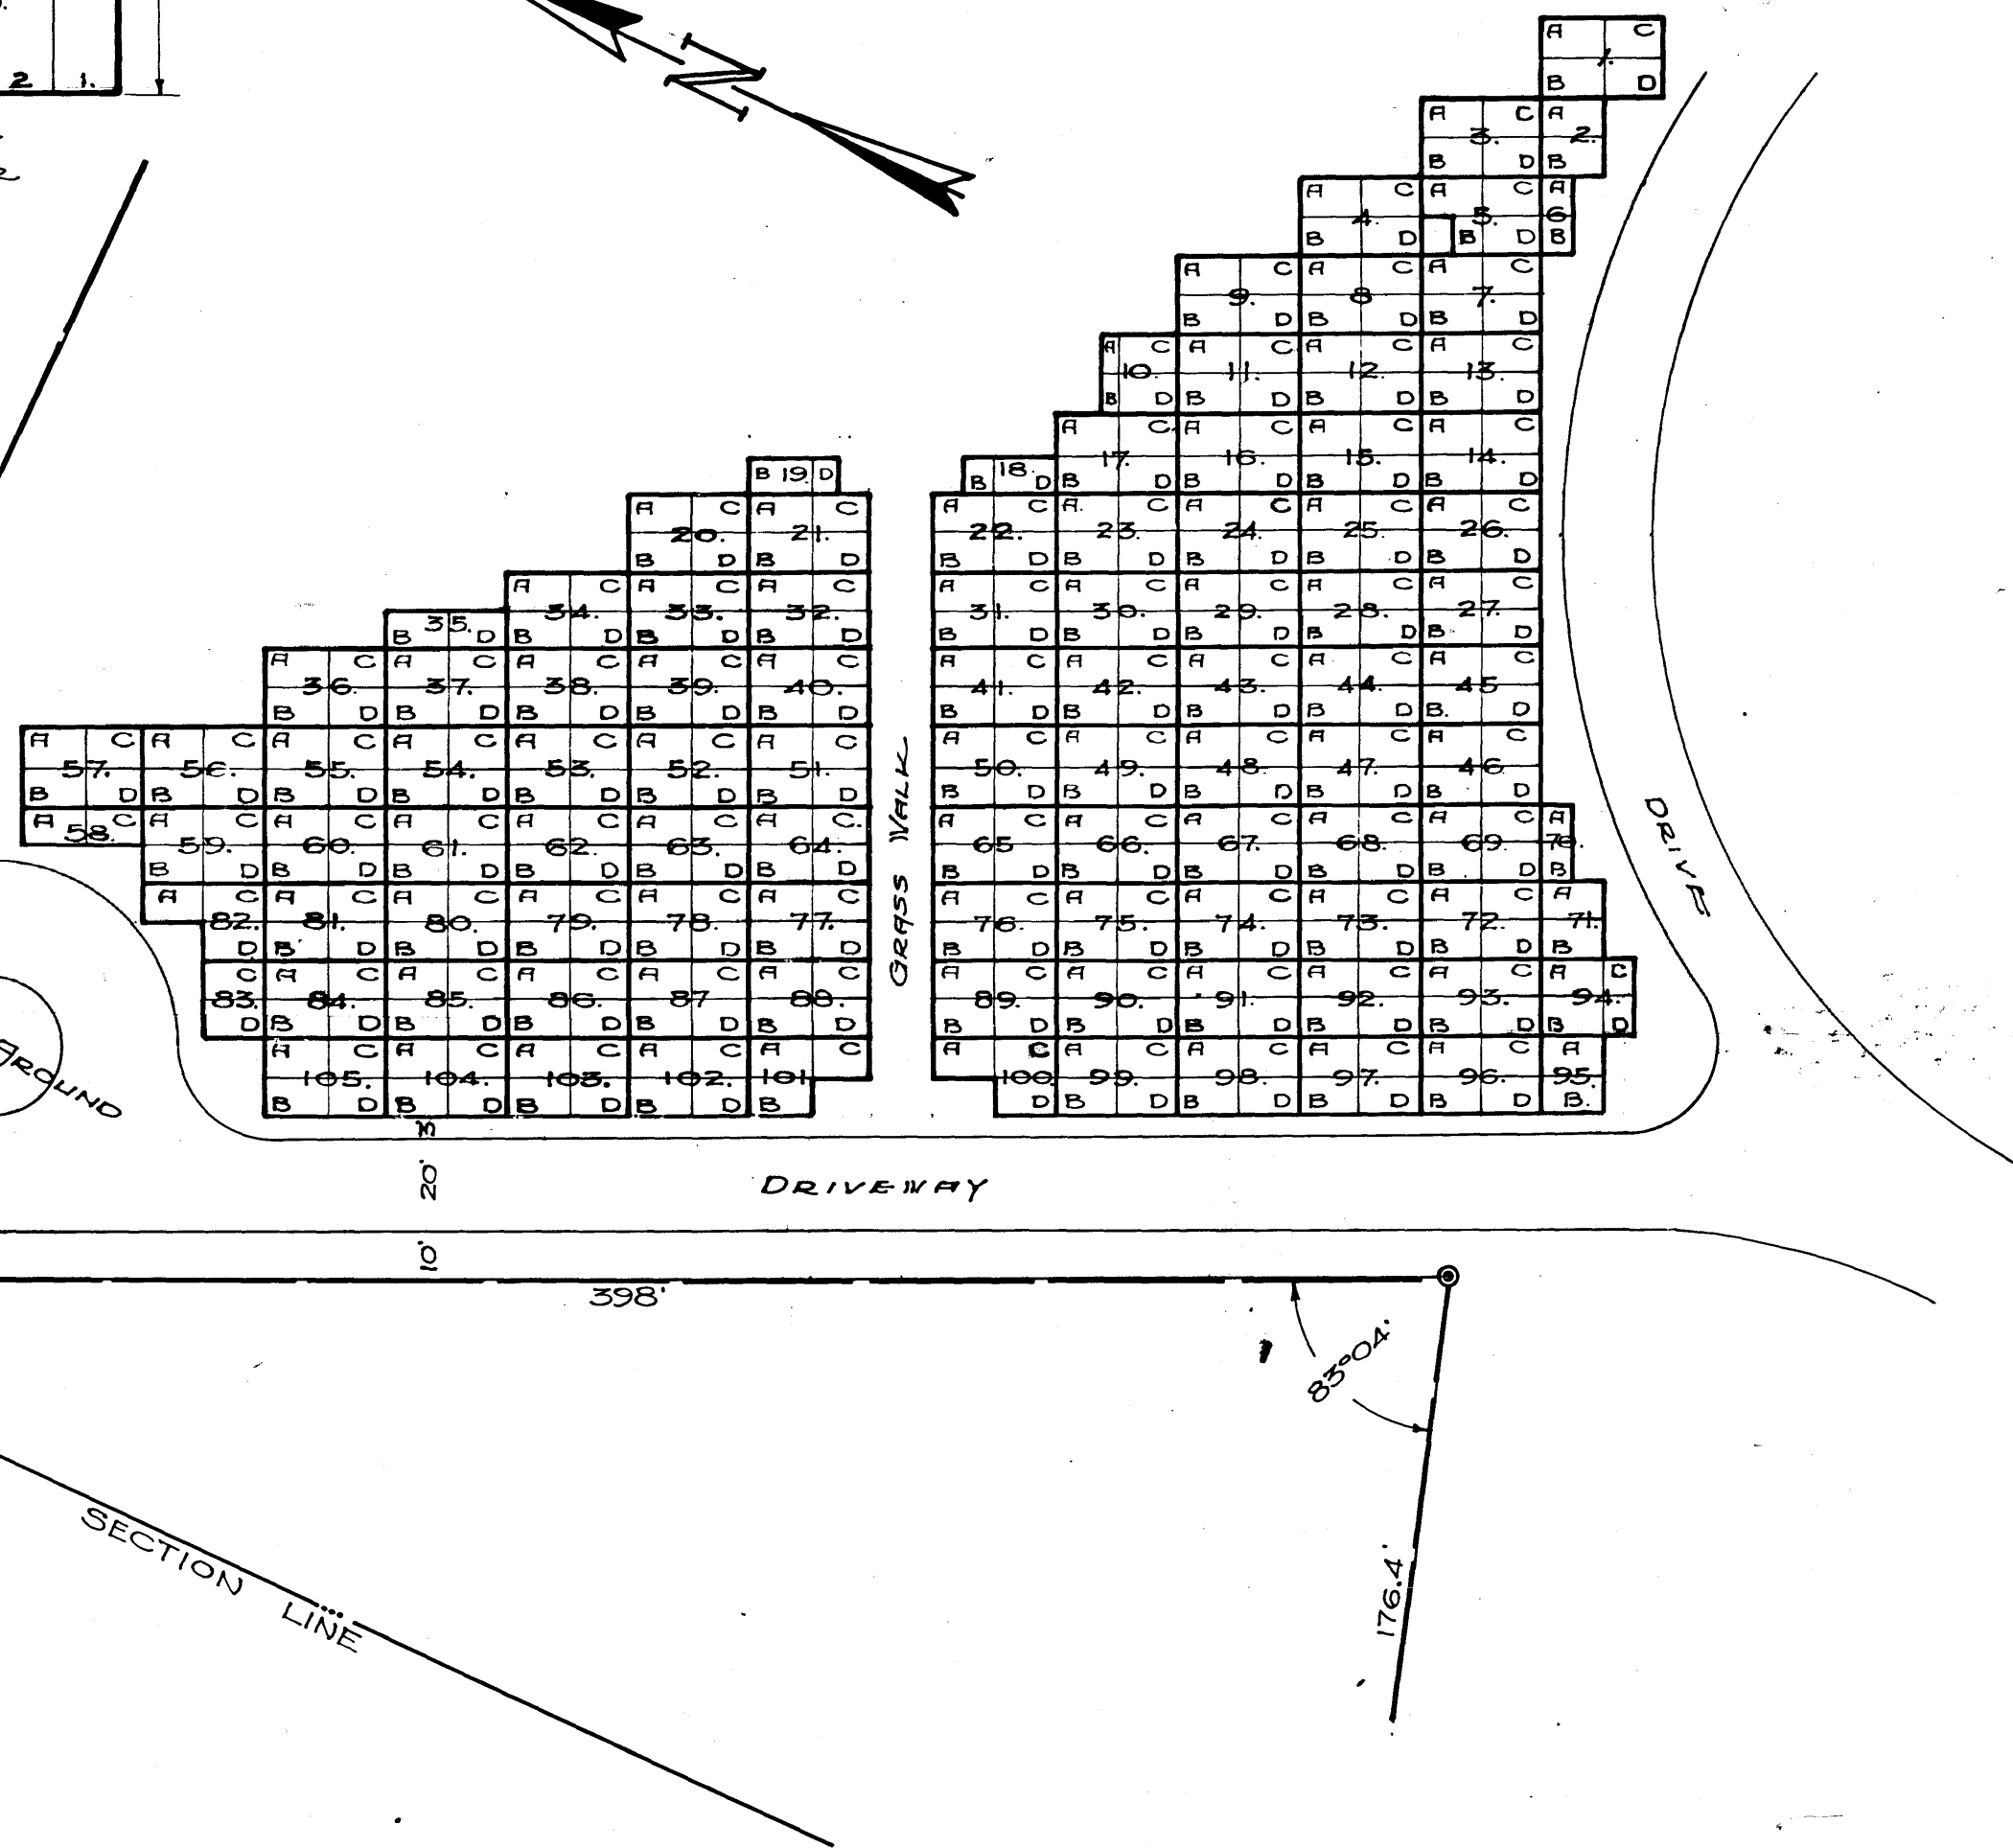 2 1.
N
A C
1.
B D
A C A
3. 2.
B D B
A C A C A
4. 5. 6
B D B D B
A C A C A C
9. 8 7.
B D B D B D
A C A C A C A C
10. 11. 12. 13.
B D B D B D B D
A C A C A C A C
17. 16. 15. 14.
B 19. D B 18. D B D B D B D B D
A C A C A C A. C A C A C A C
20. 21. 22. 23. 24. 25. 26.
B D B D B D B D B D B D B D
A C A C A C A C A C A C A C A C
34. 33. 32. 31. 30. 29. 28. 27.
B 35. D B D B D B D B D B D B D B D B D
A C A C A C A C A C A C A C A C A C A C
36. 37. 38. 39. 40. 41. 42. 43. 44. 45
B D B D B D B D B D B D B D B D B D B. D
A C A C A C A C A C A C A C A C A C A C A C A C
57. 56. 55. 54. 53. 52. 51. 50. 49. 48. 47. 46
B D B D B D B D B D B D B D B D B D B D B D B D
A C A C A C A C A C A C A C. A C A C A C A C A C A
58. 59. 60. 61. 62. 63. 64. 65 66. 67. 68. 69. 70.
B D B D B D B D B D B D B D B D B D B D B D B
A C A C A C A C A C A C A C A C A C A C A C A
82. 81. 80. 79. 78. 77. 76. 75. 74. 73. 72. 71.
D B D B D B D B D B D B D B D B D B D B D B
C A C A C A C A C A C A C A C A C A C A C A C
83. 84. 85. 86. 87 88. 89. 90. 91. 92. 93. 94.
D B D B D B D B D B D B D B D B D B D B D B D
A C A C A C A C A C A C A C A C A C A C A
105. 104. 103. 102. 101 100 99. 98. 97. 96. 95.
B D B D B D B D B D B D B D B D B D B.
GRASS WALK
DRIVE
AROUND
20'
DRIVEWAY
10'
398'
83°04'
176.4'
SECTION
LINE